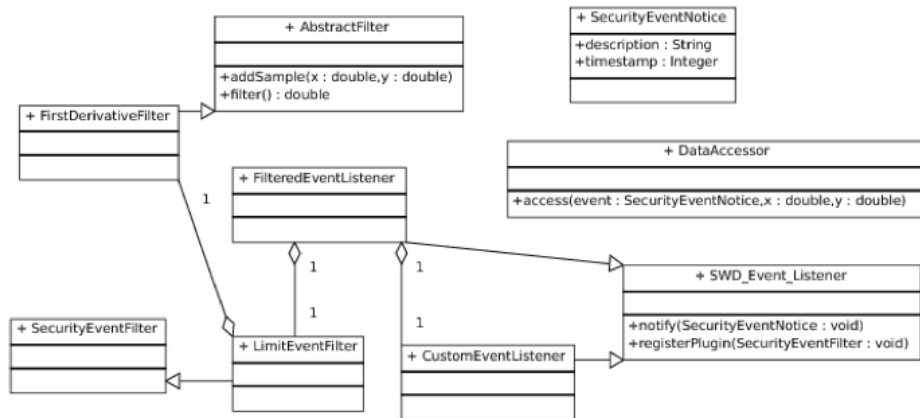 + AbstractFilter
+addSample(x : double,y : double)
+filter() : double
+ SecurityEventNotice
+description : String
+timestamp : Integer
+ FirstDerivativeFilter
+ DataAccessor
+access(event : SecurityEventNotice,x : double,y : double)
+ FilteredEventListener
1
1
1
+ SWD_Event_Listener
+notify(SecurityEventNotice : void)
+registerPlugin(SecurityEventFilter : void)
1
1
+ SecurityEventFilter
+ LimitEventFilter
+ CustomEventListener